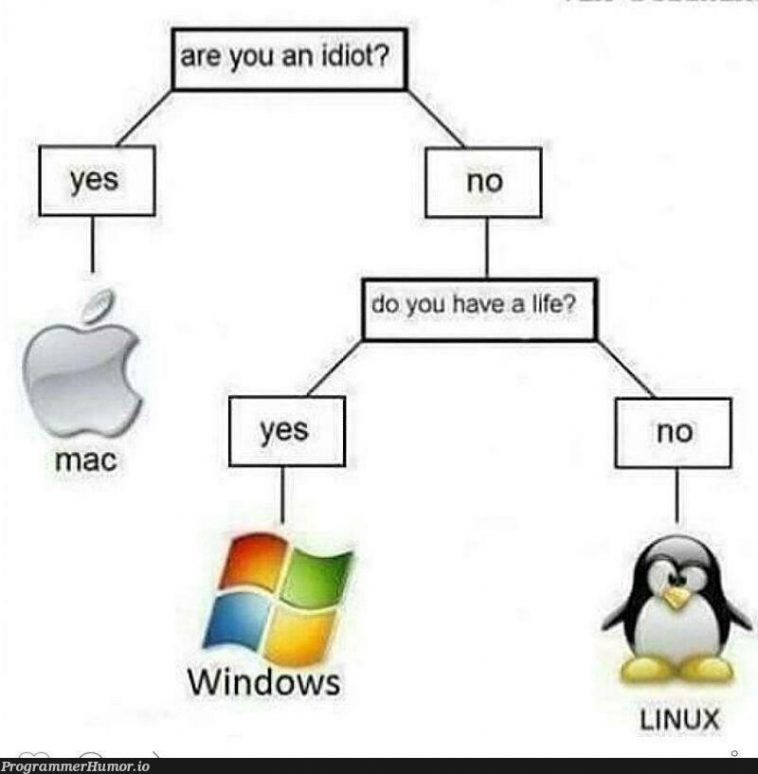 are you an idiot?
yes
no
do you have a life?
mac
yes
no
Windows
LINUX
ProgrammerHumor.io